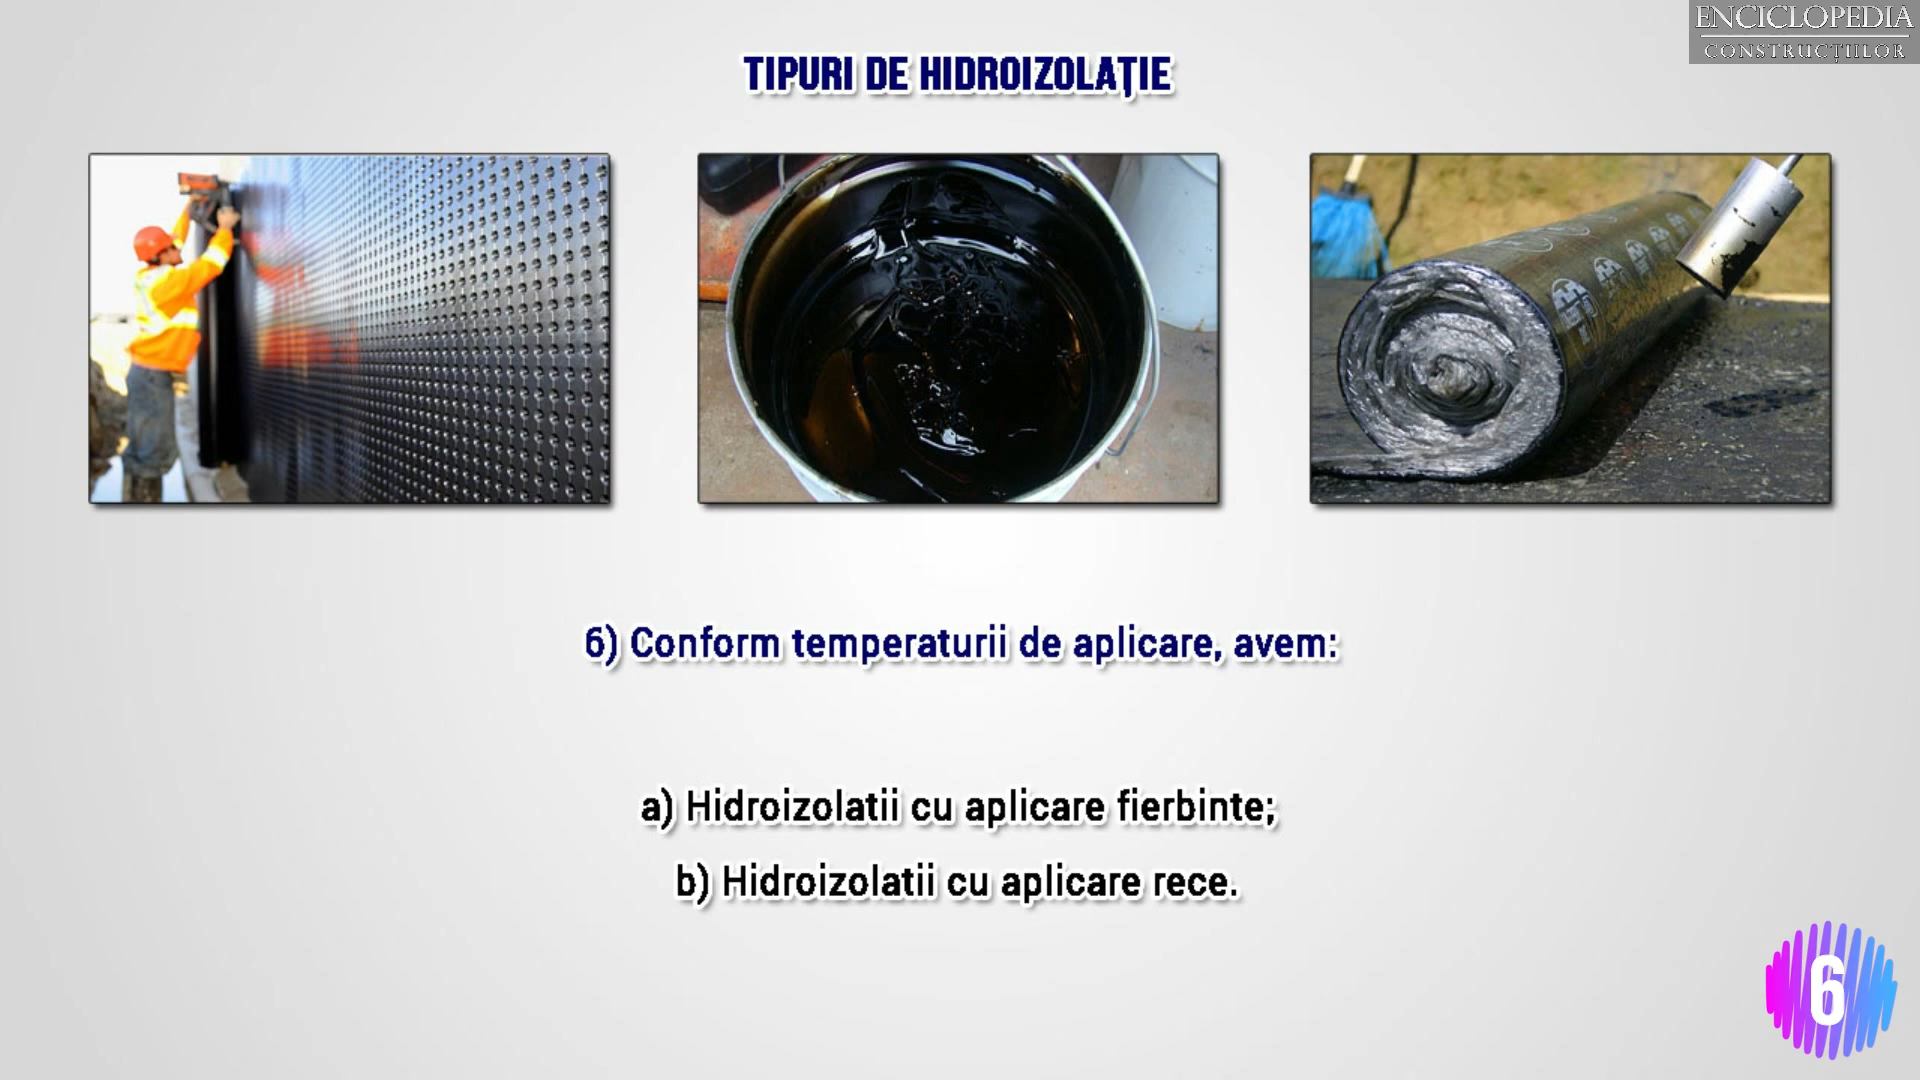 ENCICLOPEDIA
CONSTRUCȚIILOR
TIPURI DE HIDROIZOLAȚIE
6) Conform temperaturii de aplicare, avem:
a) Hidroizolatii cu aplicare fierbinte;
b) Hidroizolatii cu aplicare rece.
6